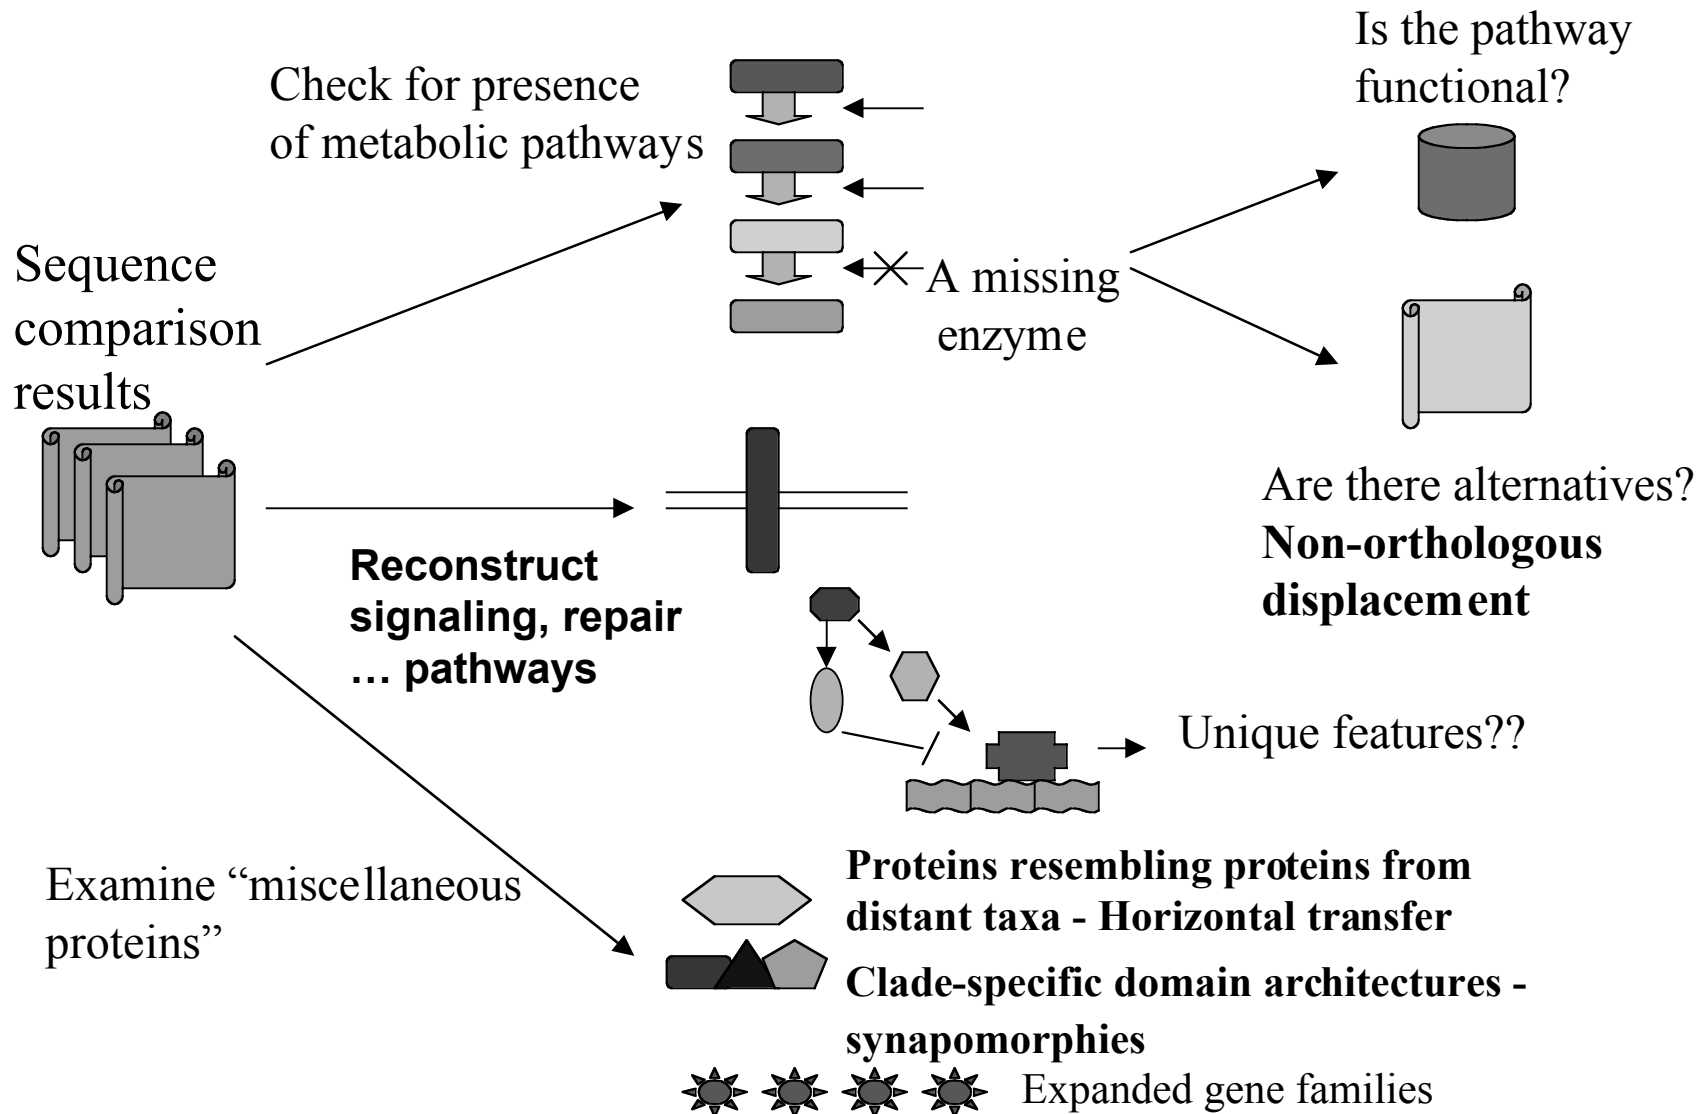 Sequence
comparison
results
Check for presence
of metabolic pathways
A missing
enzyme
Is the pathway
functional?
Are there alternatives?
Non-orthologous
displacement
Reconstruct
signaling, repair
… pathways
Unique features??
Examine “miscellaneous
proteins”
Proteins resembling proteins from
distant taxa - Horizontal transfer
Clade-specific domain architectures -
synapomorphies
Expanded gene families